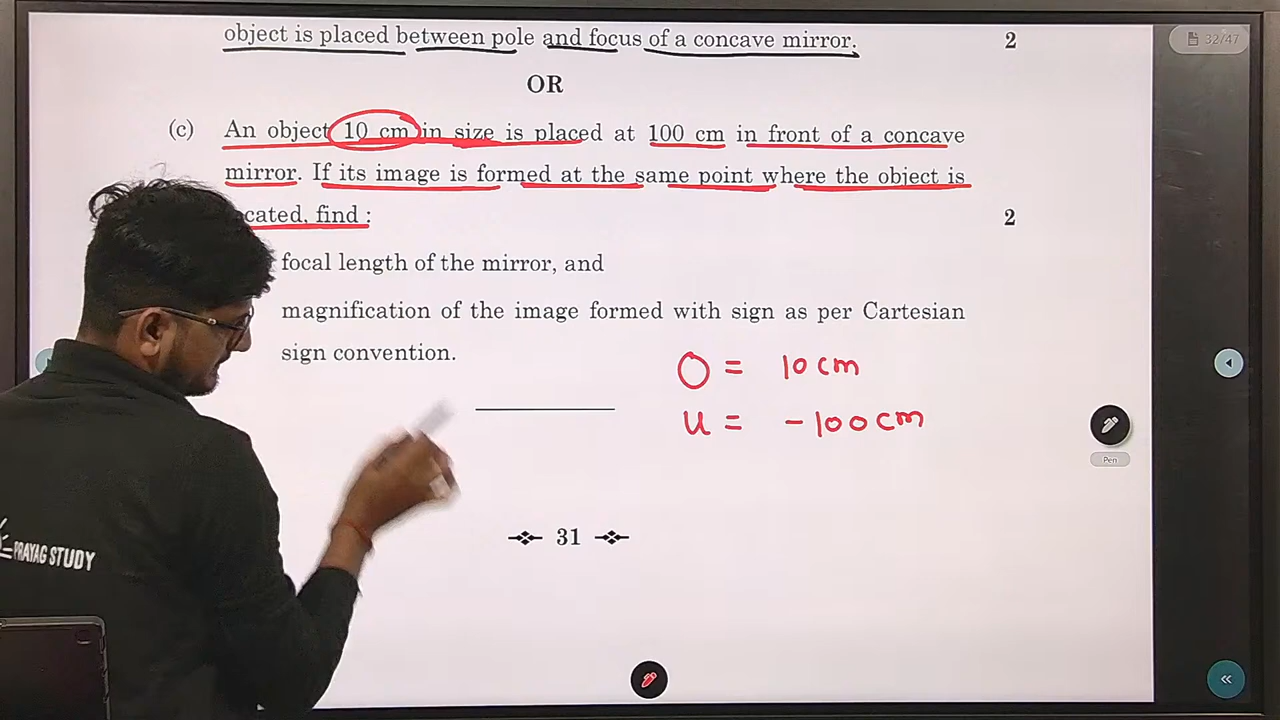 object is placed between pole and focus of a concave mirror. 2
OR
(c) An object 10 cm in size is placed at 100 cm in front of a concave
mirror. If its image is formed at the same point where the object is
cated, find : 2
focal length of the mirror, and
magnification of the image formed with sign as per Cartesian
sign convention.
O = 10 cm
u = -100 cm
31
PRAYAG STUDY
32/47
Pen